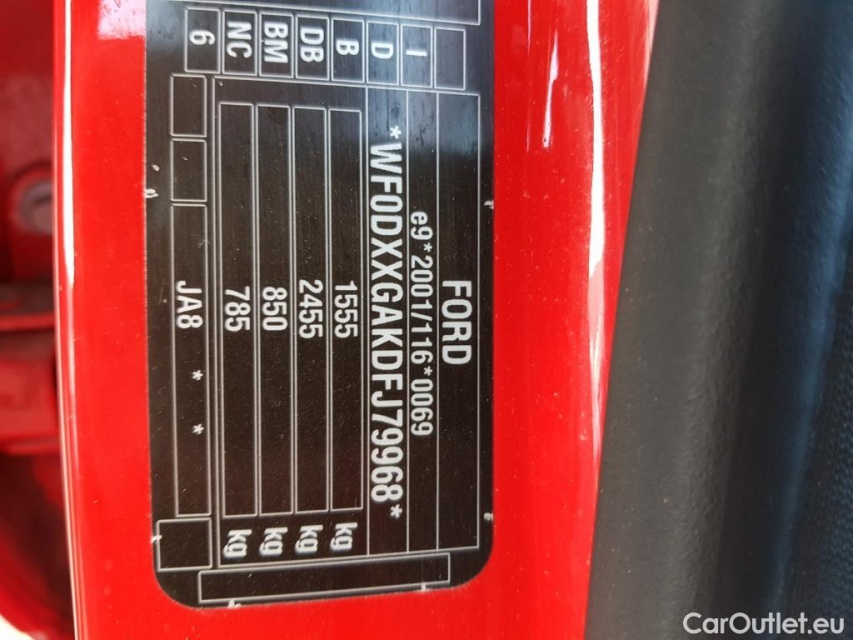 FORD
e9*2001/116*0069
*WF0DXXGAKDFJ79968*
1555 kg
2455 kg
850 kg
785 kg
JA8 * *
I
D
B
DB
BM
NC
6
CarOutlet.eu